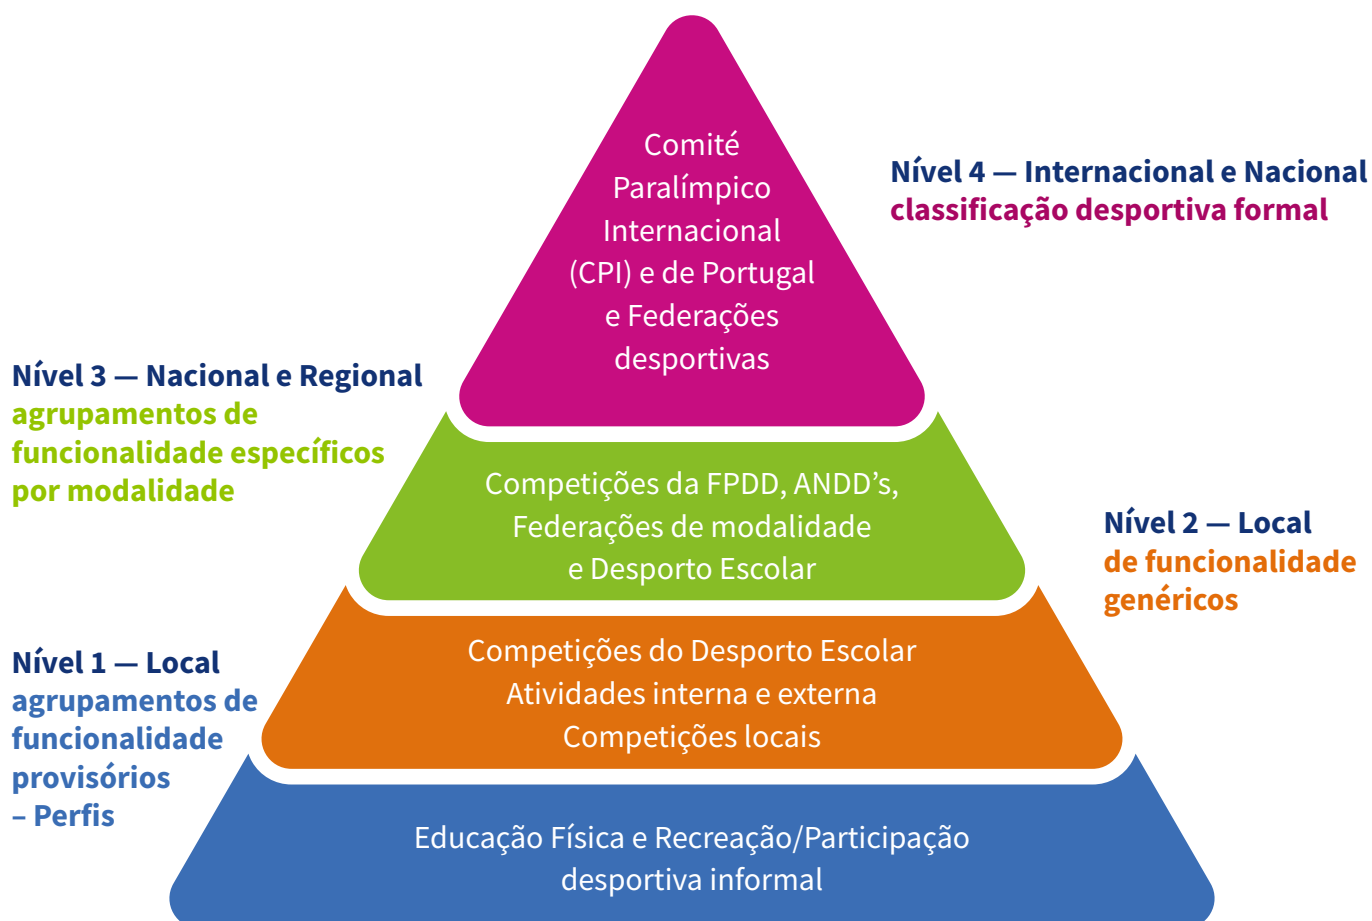 Comité
Paralímpico
Internacional
(CPI) e de Portugal
e Federações
desportivas
Nível 4 — Internacional e Nacional
classificação desportiva formal
Nível 3 — Nacional e Regional
agrupamentos de
funcionalidade específicos
por modalidade
Competições da FPDD, ANDD’s,
Federações de modalidade
e Desporto Escolar
Nível 2 — Local
de funcionalidade
genéricos
Competições do Desporto Escolar
Atividades interna e externa
Competições locais
Nível 1 — Local
agrupamentos de
funcionalidade
provisórios
– Perfis
Educação Física e Recreação/Participação
desportiva informal